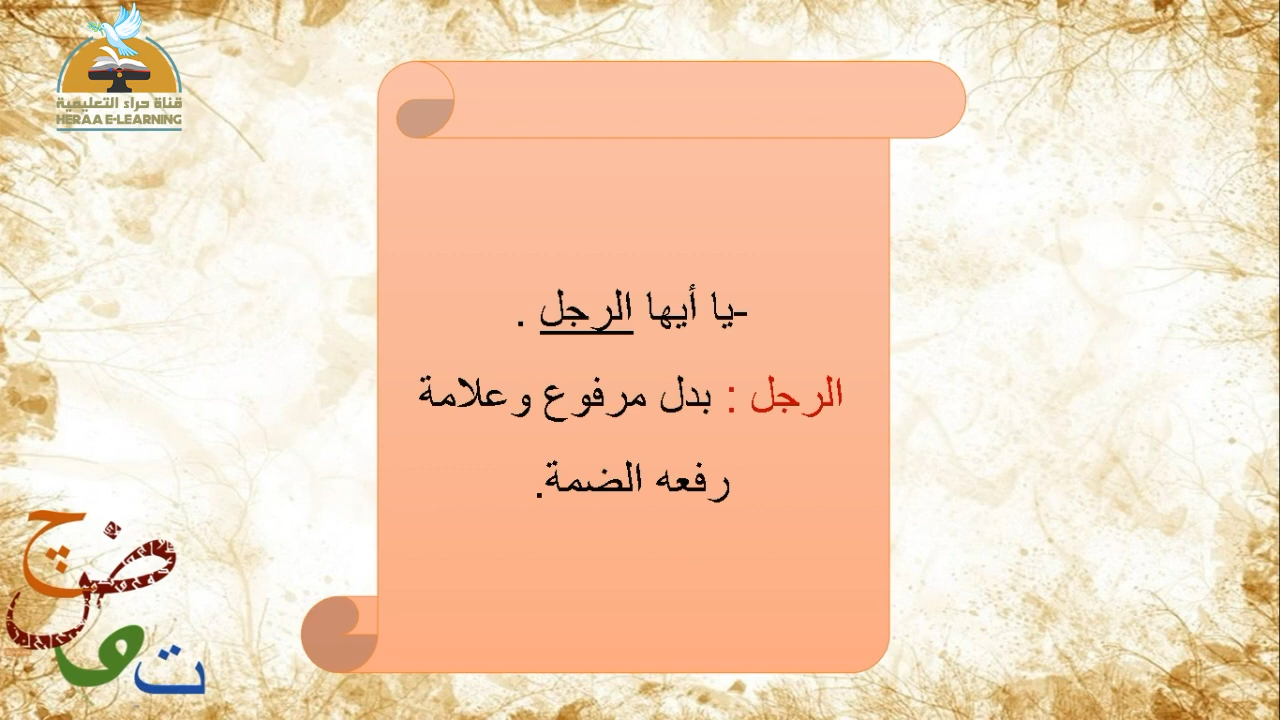 قناة حراء التعليمية
HERAA E-LEARNING
-يا أيها الرجل .
الرجل : بدل مرفوع وعلامة
رفعه الضمة.
ض
ج
و
ت